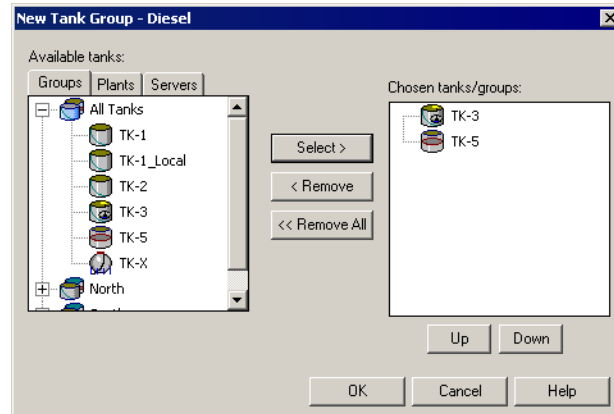 New Tank Group - Diesel
Available tanks:
Groups Plants Servers
All Tanks
TK-1
TK-1_Local
TK-2
TK-3
TK-5
TK-X
North
Select >
< Remove
<< Remove All
Chosen tanks/groups:
TK-3
TK-5
Up Down
OK Cancel Help